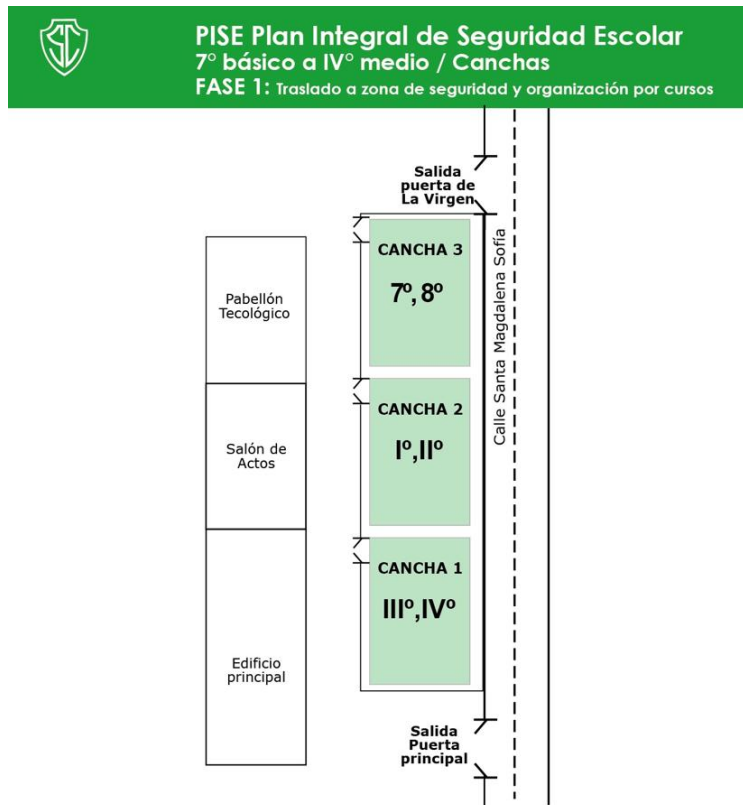 SC
PISE Plan Integral de Seguridad Escolar
7° básico a IV° medio / Canchas
FASE 1: Traslado a zona de seguridad y organización por cursos
Salida
puerta de
La Virgen
CANCHA 3
7º, 8º
Pabellón
Tecológico
Calle Santa Magdalena Sofía
CANCHA 2
Iº,IIº
Salón de
Actos
CANCHA 1
IIIº,IVº
Edificio
principal
Salida
Puerta
principal